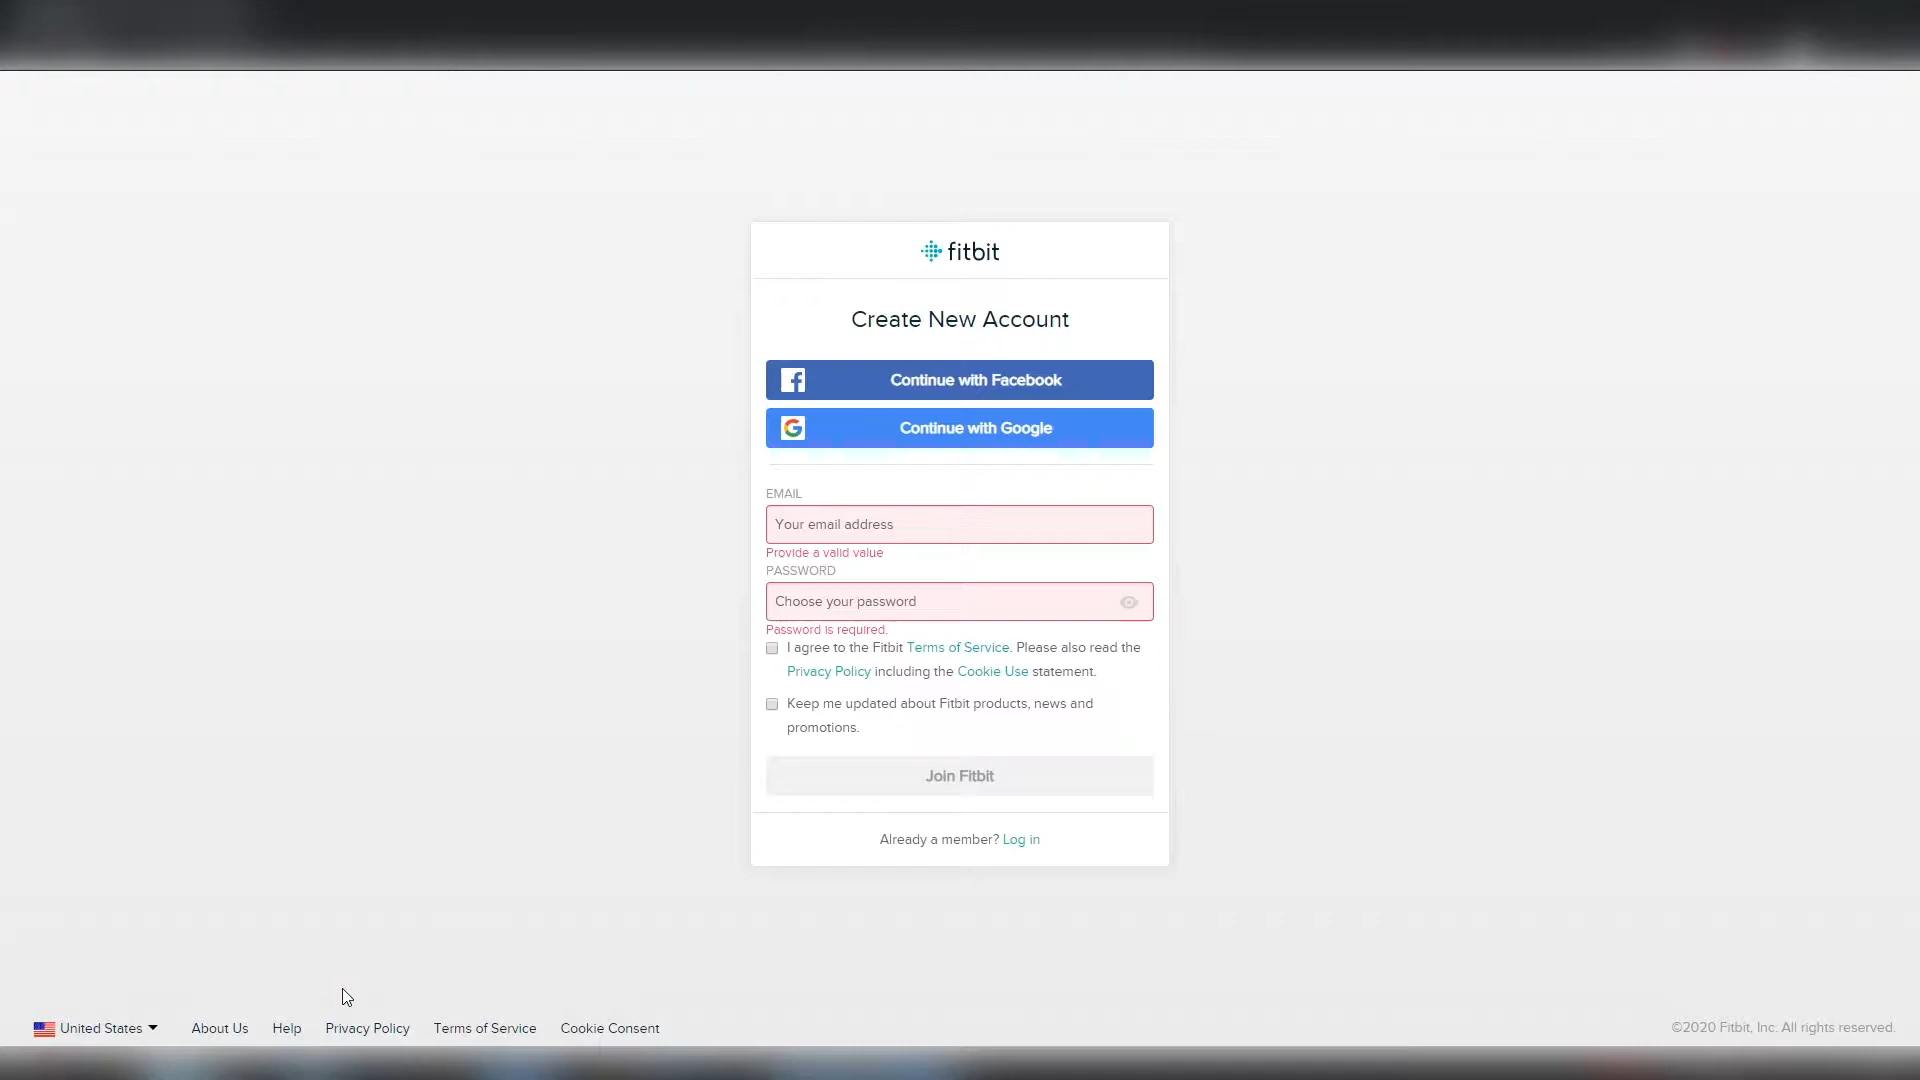 fitbit
Create New Account
Continue with Facebook
Continue with Google
EMAIL
Your email address
Provide a valid value
PASSWORD
Choose your password
Password is required.
I agree to the Fitbit Terms of Service. Please also read the
Privacy Policy including the Cookie Use statement.
Keep me updated about Fitbit products, news and
promotions.
Join Fitbit
Already a member? Log in
United States About Us Help Privacy Policy Terms of Service Cookie Consent ©2020 Fitbit, Inc. All rights reserved.